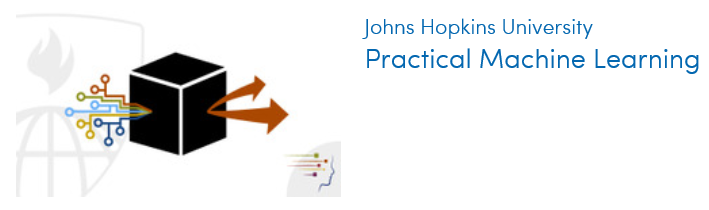 Johns Hopkins University
Practical Machine Learning